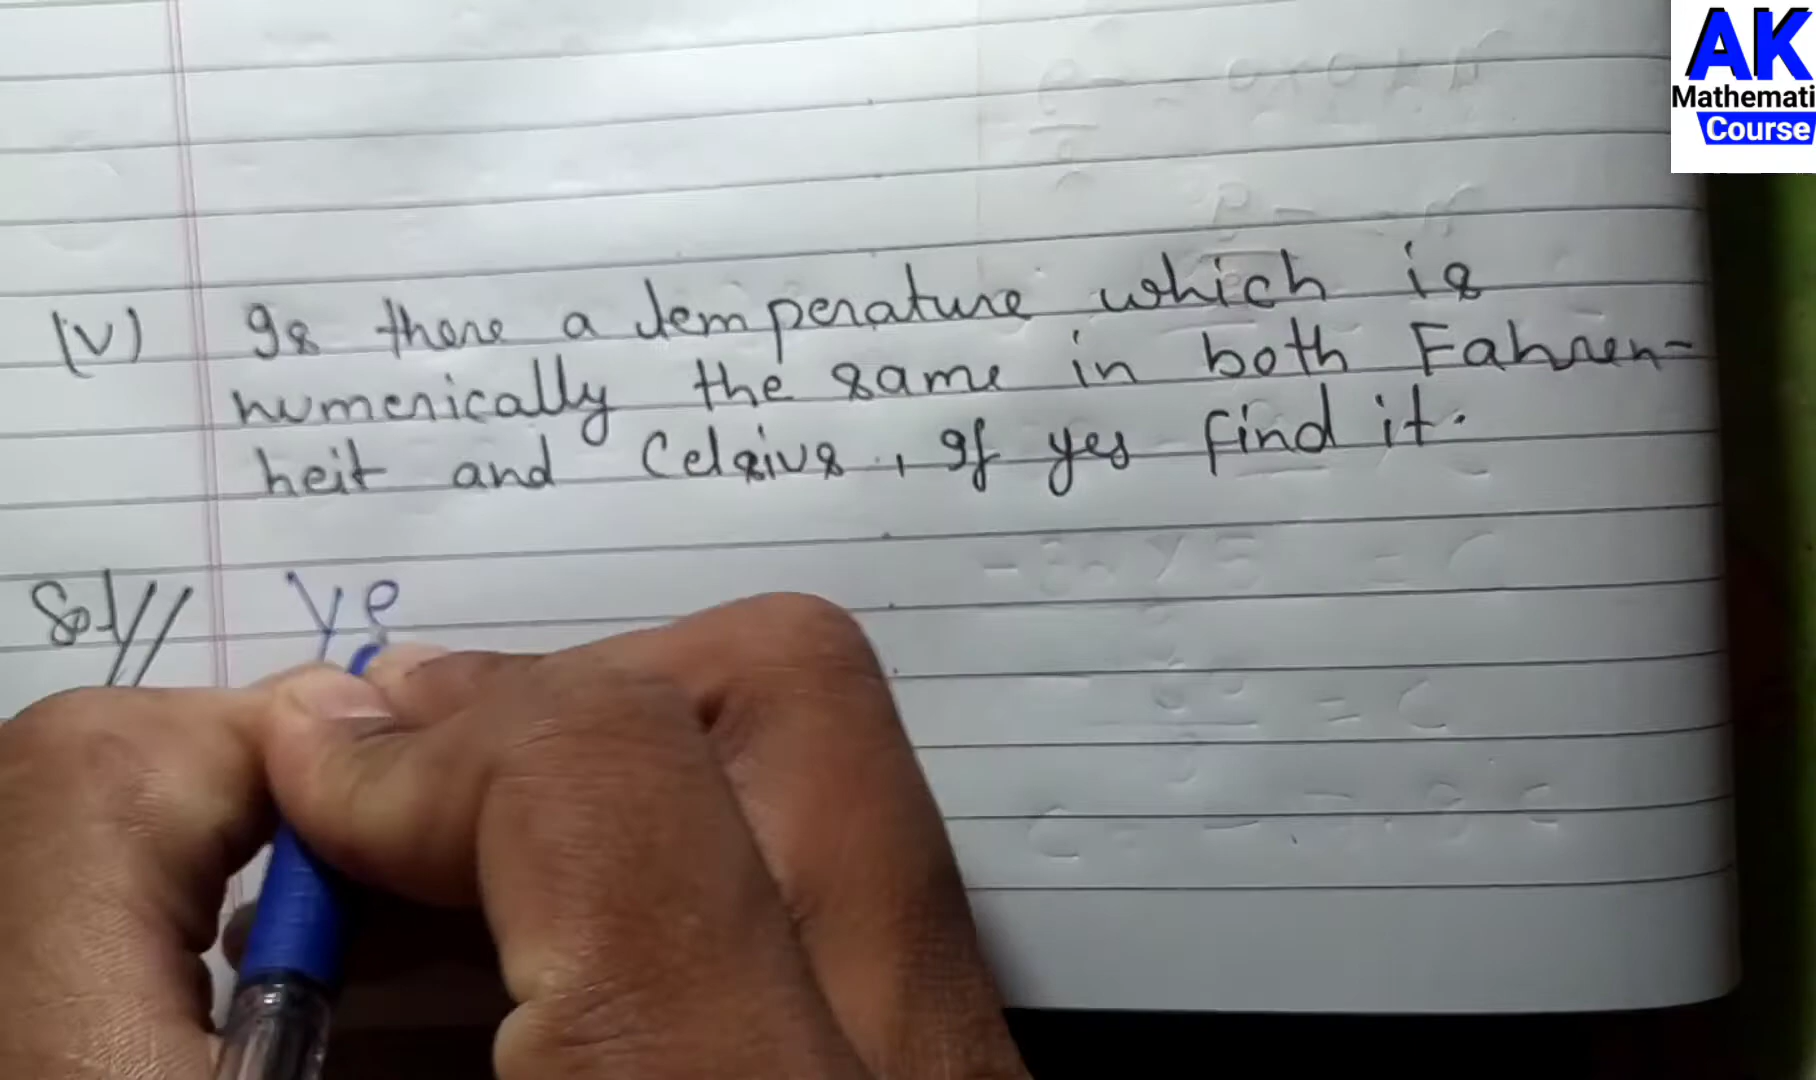 AK
Mathemati
Course
(V) Is there a temperature which is
numerically the same in both Fahren-
heit and Celsius, If yes find it.
Sol// Ye